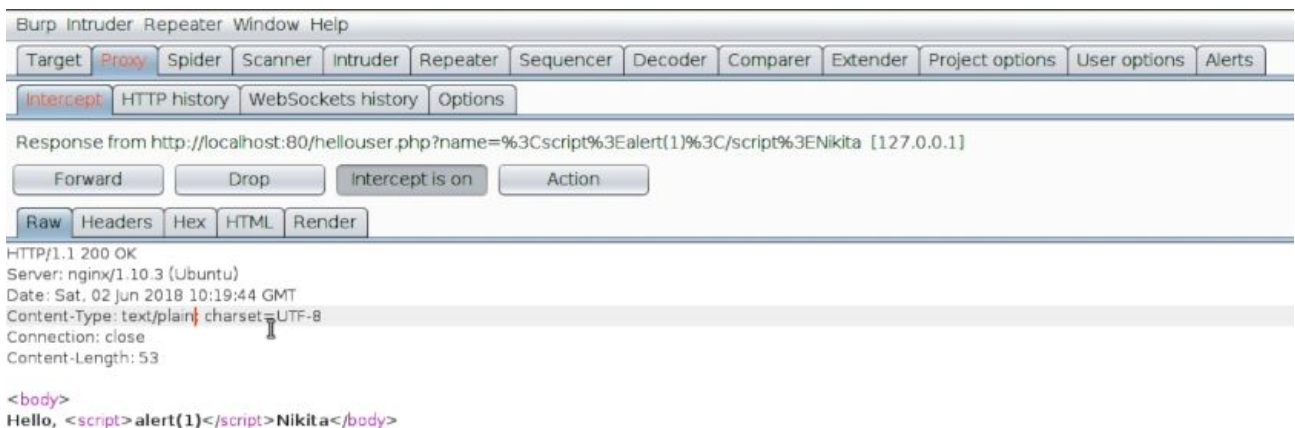 Burp Intruder Repeater Window Help
Target Proxy Spider Scanner Intruder Repeater Sequencer Decoder Comparer Extender Project options User options Alerts
Intercept HTTP history WebSockets history Options
Response from http://localhost:80/hellouser.php?name=%3Cscript%3Ealert(1)%3C/script%3ENikita [127.0.0.1]
Forward Drop Intercept is on Action
Raw Headers Hex HTML Render
HTTP/1.1 200 OK
Server: nginx/1.10.3 (Ubuntu)
Date: Sat, 02 Jun 2018 10:19:44 GMT
Content-Type: text/plain; charset=UTF-8
Connection: close
Content-Length: 53
<body>
Hello, <script>alert(1)</script>Nikita</body>